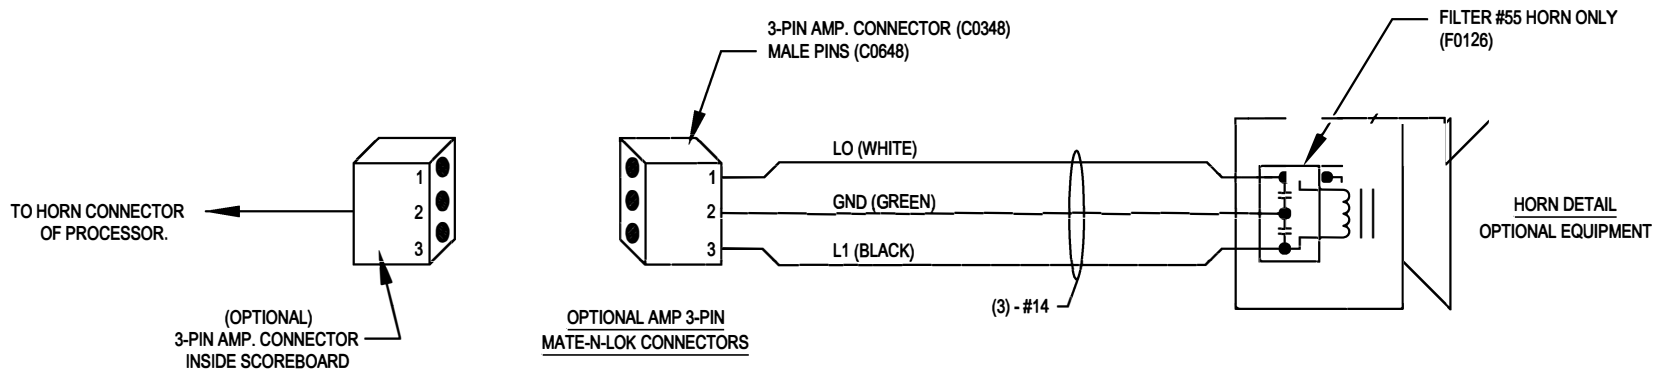 3-PIN AMP. CONNECTOR (C0348)
MALE PINS (C0648)
FILTER #55 HORN ONLY
(F0126)
TO HORN CONNECTOR
OF PROCESSOR.
1
2
3
(OPTIONAL)
3-PIN AMP. CONNECTOR
INSIDE SCOREBOARD
1
2
3
OPTIONAL AMP 3-PIN
MATE-N-LOK CONNECTORS
LO (WHITE)
GND (GREEN)
L1 (BLACK)
(3) - #14
HORN DETAIL
OPTIONAL EQUIPMENT